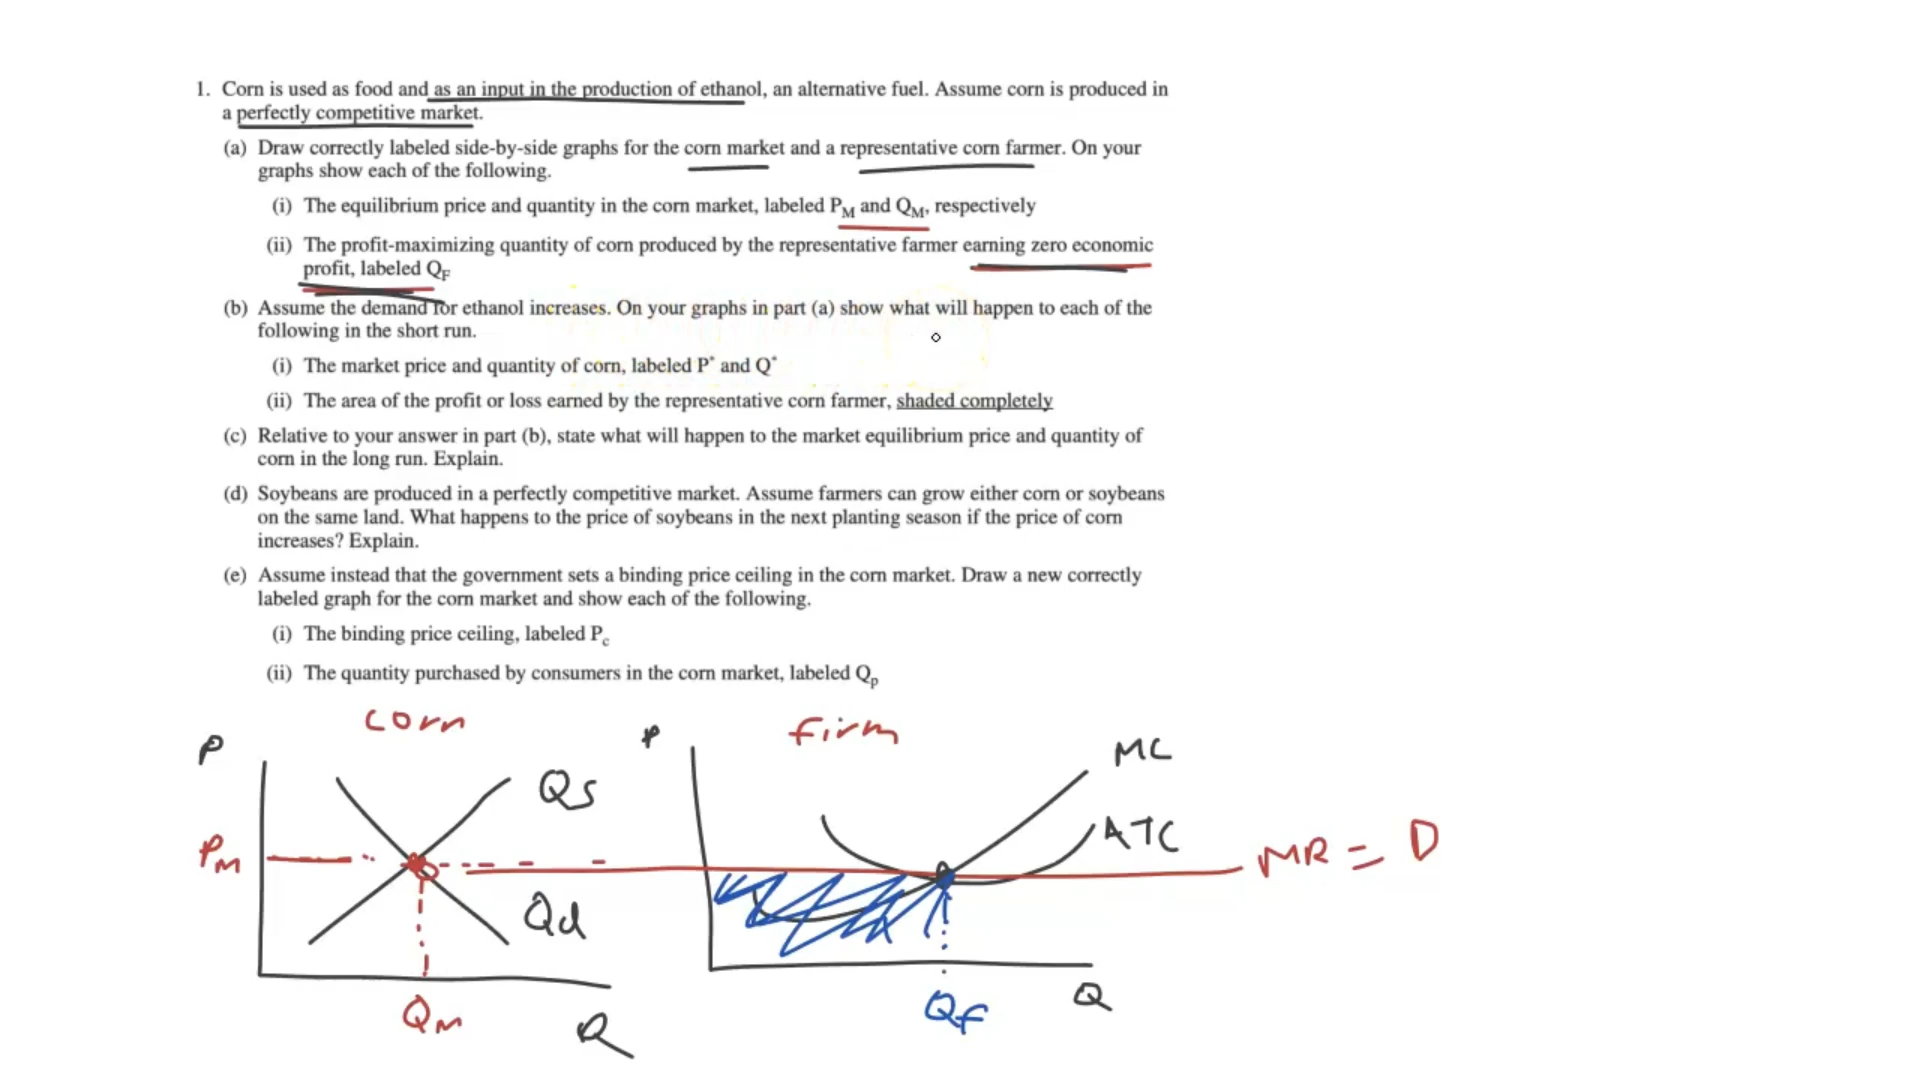 1. Corn is used as food and as an input in the production of ethanol, an alternative fuel. Assume corn is produced in
a perfectly competitive market.
(a) Draw correctly labeled side-by-side graphs for the corn market and a representative corn farmer. On your
graphs show each of the following.
(i) The equilibrium price and quantity in the corn market, labeled PM and QM, respectively
(ii) The profit-maximizing quantity of corn produced by the representative farmer earning zero economic
profit, labeled QF
(b) Assume the demand for ethanol increases. On your graphs in part (a) show what will happen to each of the
following in the short run.
(i) The market price and quantity of corn, labeled P* and Q*
(ii) The area of the profit or loss earned by the representative corn farmer, shaded completely
(c) Relative to your answer in part (b), state what will happen to the market equilibrium price and quantity of
corn in the long run. Explain.
(d) Soybeans are produced in a perfectly competitive market. Assume farmers can grow either corn or soybeans
on the same land. What happens to the price of soybeans in the next planting season if the price of corn
increases? Explain.
(e) Assume instead that the government sets a binding price ceiling in the corn market. Draw a new correctly
labeled graph for the corn market and show each of the following.
(i) The binding price ceiling, labeled Pc
(ii) The quantity purchased by consumers in the corn market, labeled Qp
corn
firm
P
P
MC
Qs
ATC
PM
MR = D
Qd
QM
Q
QF
Q